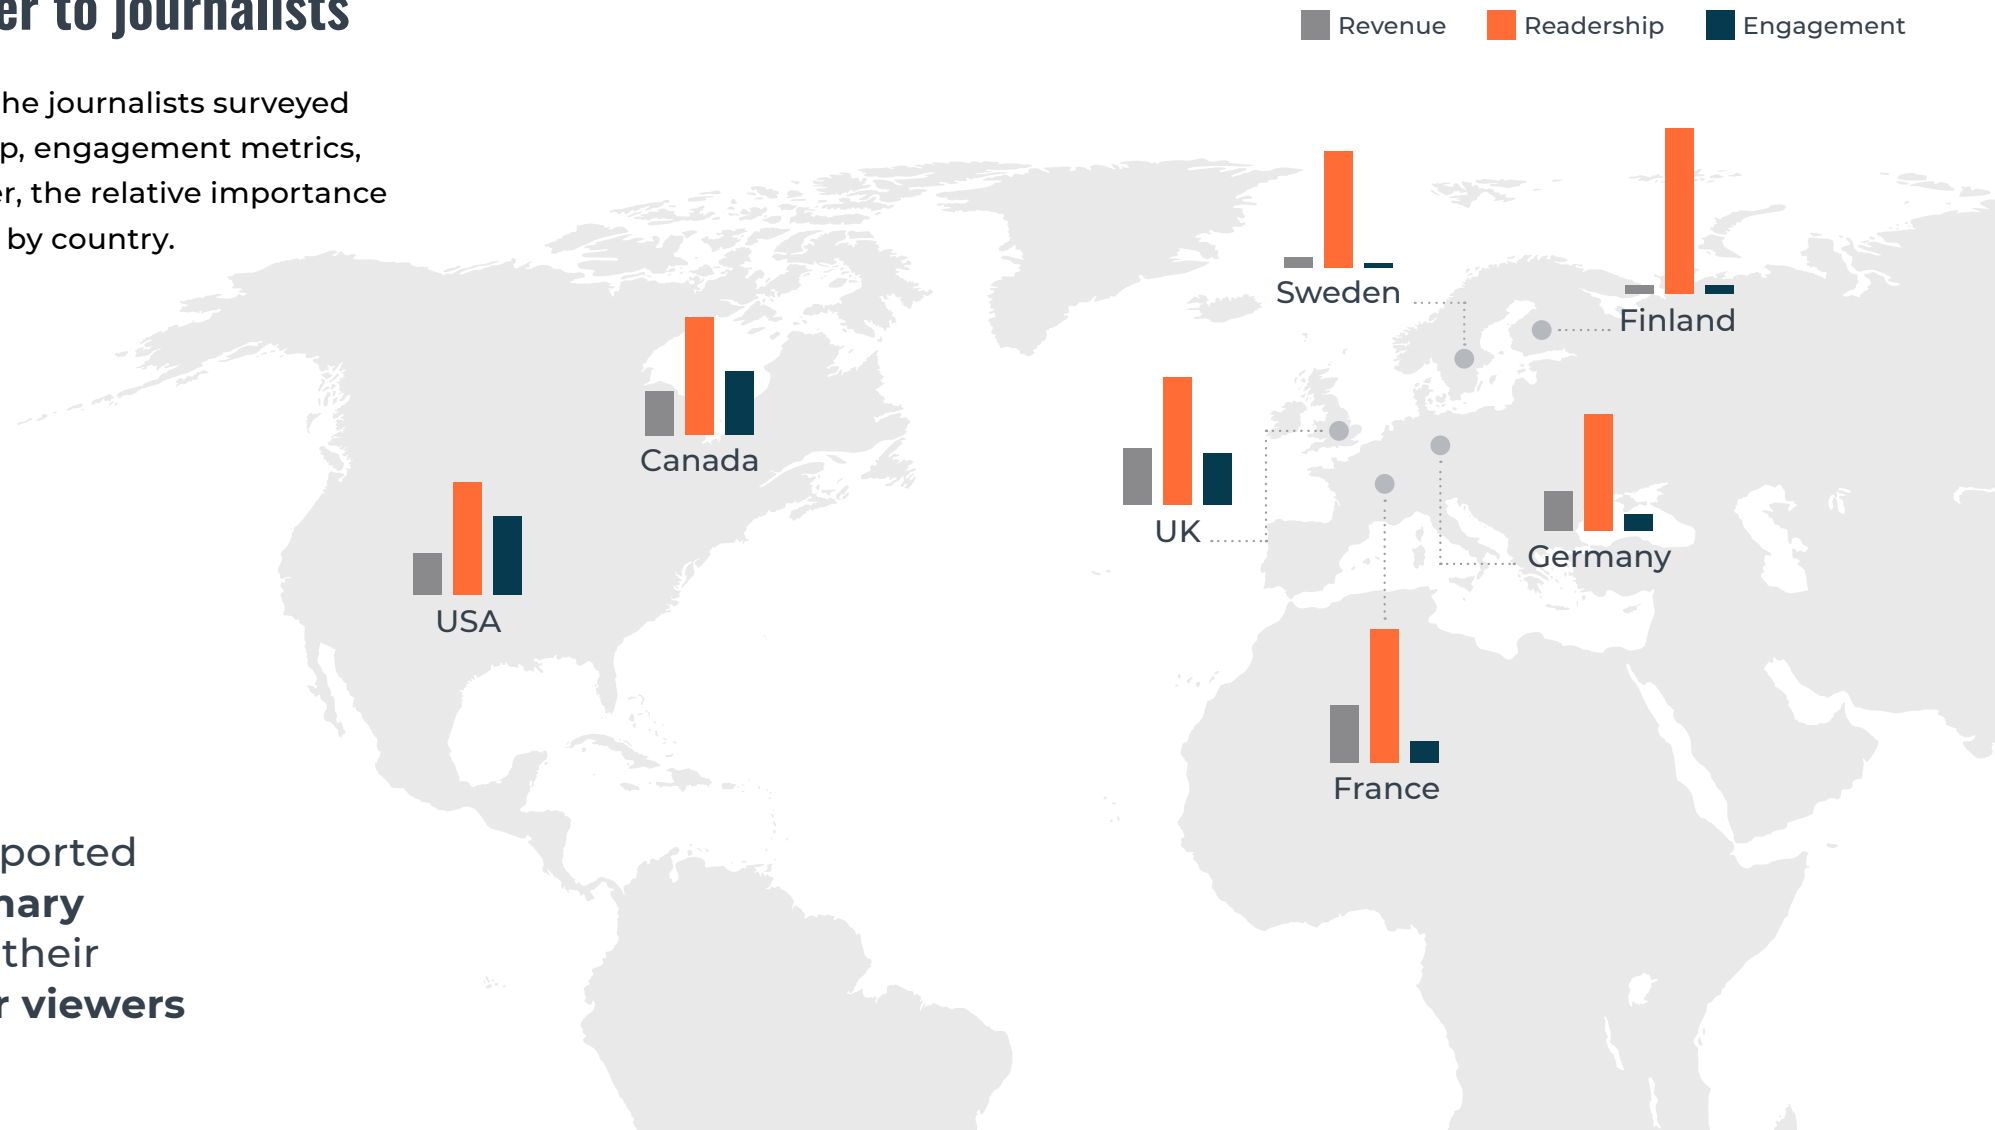 er to journalists
Revenue Readership Engagement
he journalists surveyed
p, engagement metrics,
er, the relative importance
by country.
Sweden
Finland
Canada
UK
Germany
USA
France
ported
nary
their
r viewers